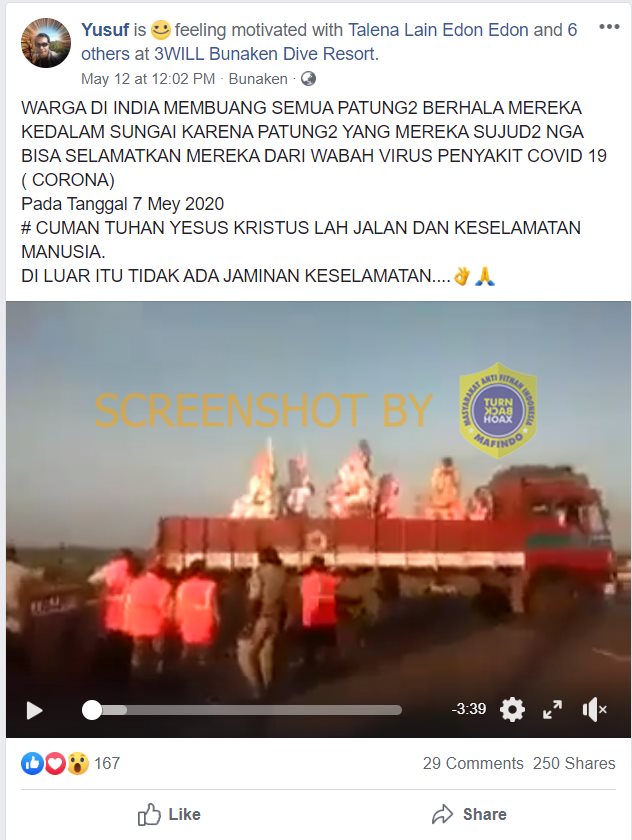 Yusuf is feeling motivated with Talena Lain Edon Edon and 6
others at 3WILL Bunaken Dive Resort.
May 12 at 12:02 PM · Bunaken ·
WARGA DI INDIA MEMBUANG SEMUA PATUNG2 BERHALA MEREKA
KEDALAM SUNGAI KARENA PATUNG2 YANG MEREKA SUJUD2 NGA
BISA SELAMATKAN MEREKA DARI WABAH VIRUS PENYAKIT COVID 19
( CORONA)
Pada Tanggal 7 Mey 2020
# CUMAN TUHAN YESUS KRISTUS LAH JALAN DAN KESELAMATAN
MANUSIA.
DI LUAR ITU TIDAK ADA JAMINAN KESELAMATAN....👌🙏
SCREENSHOT BY
MASYARAKAT ANTI FITNAH INDONESIA
TURN
BACK
HOAX
MAFINDO
-3:39
167
29 Comments 250 Shares
Like
Share